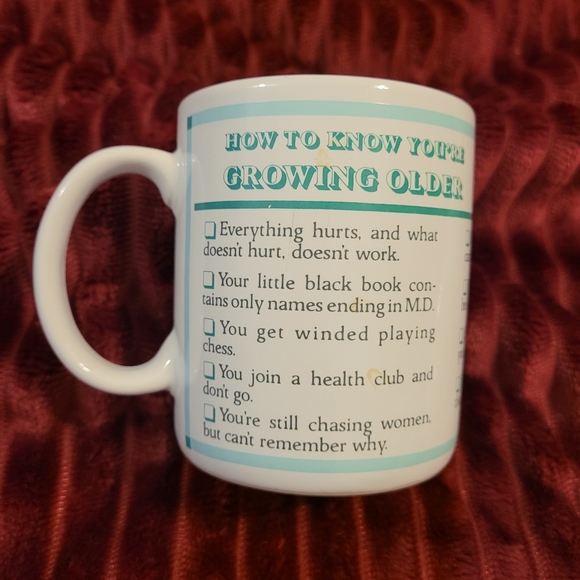 HOW TO KNOW YOU'RE
GROWING OLDER
Everything hurts, and what
doesn't hurt, doesn't work.
Your little black book con-
tains only names ending in M.D.
You get winded playing
chess.
You join a health club and
don't go.
You're still chasing women,
but can't remember why.